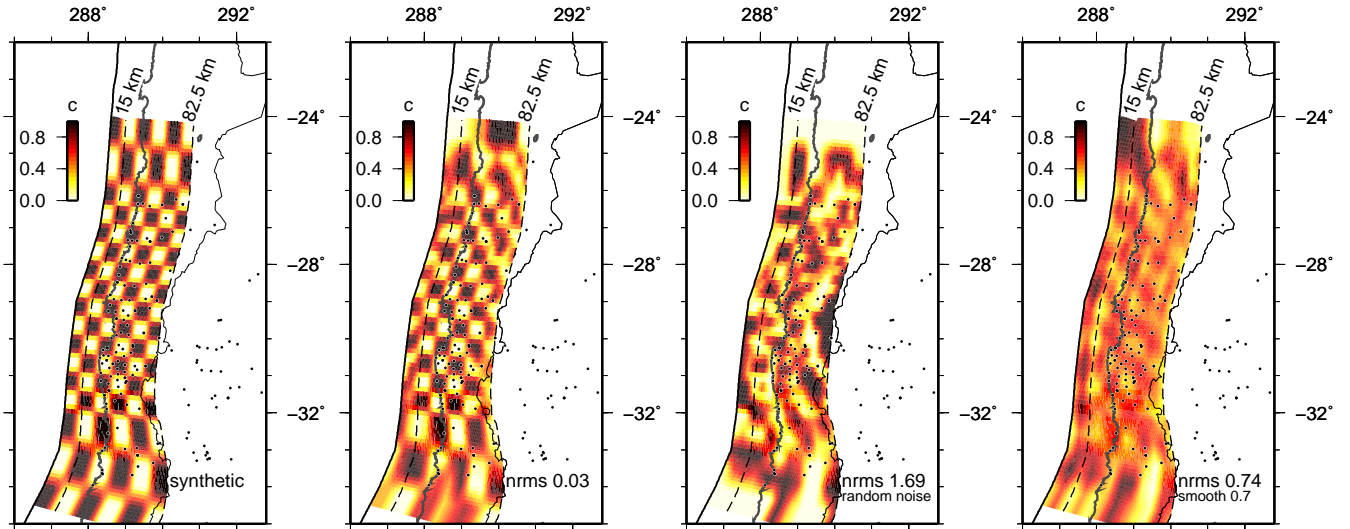 288° 292° 288° 292° 288° 292° 288° 292°
15 km 82.5 km 15 km 82.5 km 15 km 82.5 km 15 km 82.5 km
c c c c
−24° −24° −24° −24°
0.8 0.8 0.8 0.8
0.4 0.4 0.4 0.4
0.0 0.0 0.0 0.0
−28° −28° −28° −28°
−32° −32° −32° −32°
synthetic nrms 0.03 nrms 1.69 nrms 0.74
random noise smooth 0.7